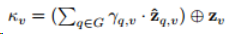 κ_v = (∑_{q∈G} γ_{q,v} · ẑ_{q,v}) ⊕ z_v